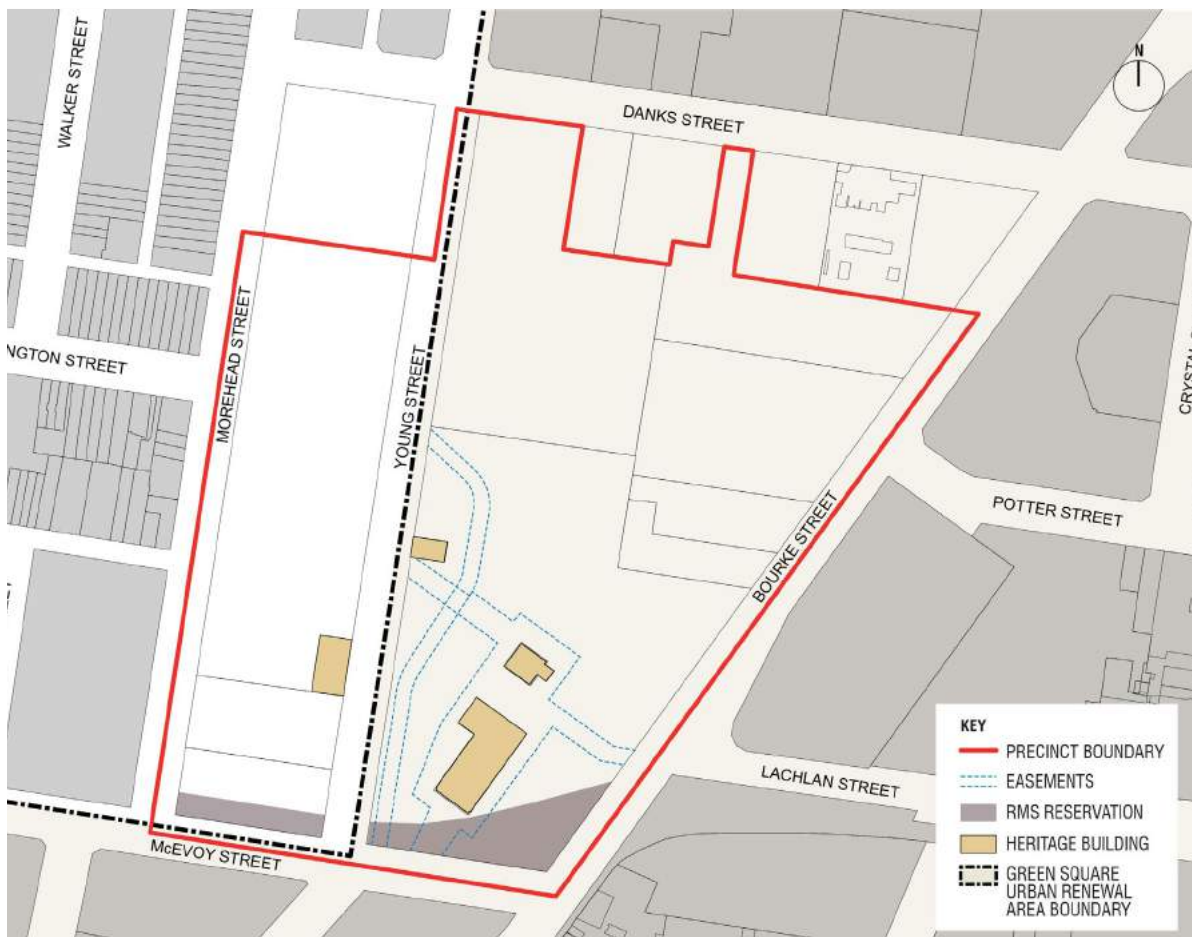 WALKER STREET
N
DANKS STREET
MOREHEAD STREET
NGTON STREET
YOUNG STREET
CRYSTAL
POTTER STREET
BOURKE STREET
LACHLAN STREET
McEVOY STREET
KEY
PRECINCT BOUNDARY
EASEMENTS
RMS RESERVATION
HERITAGE BUILDING
GREEN SQUARE
URBAN RENEWAL
AREA BOUNDARY